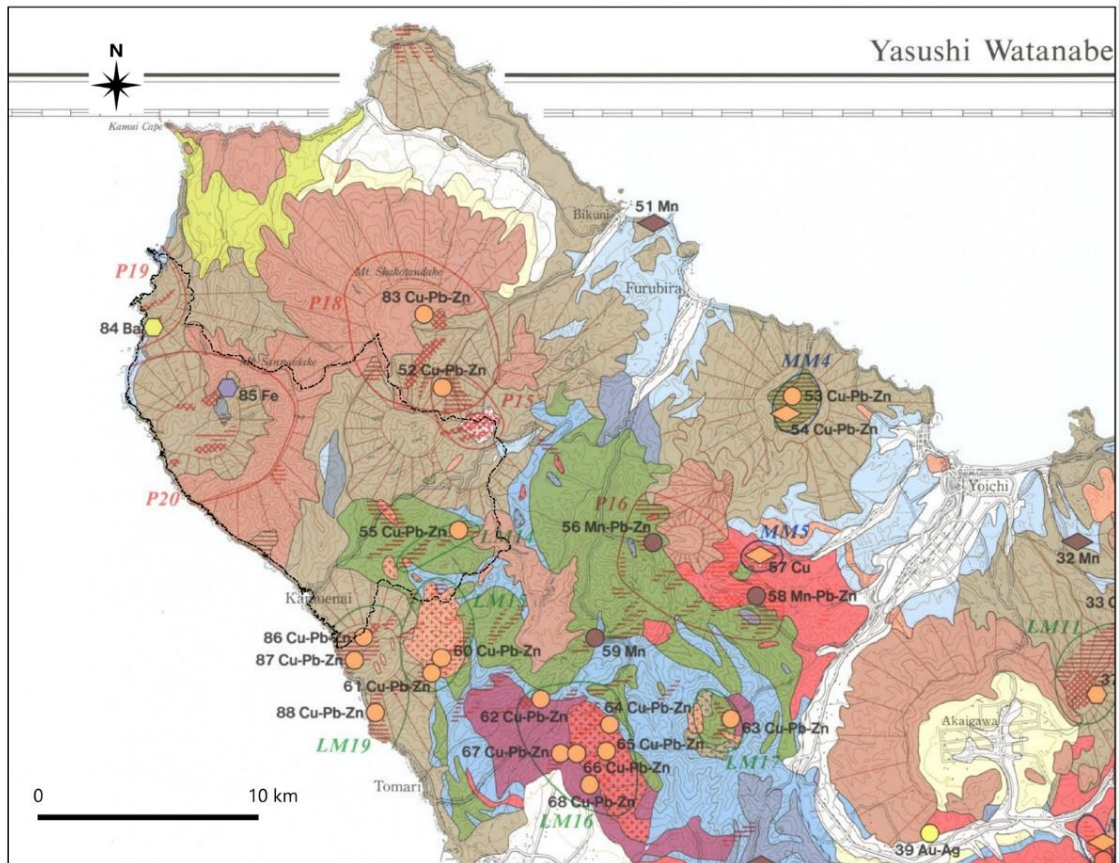 Yasushi Watanabe
N
Kamui Cape
Bikuni
51 Mn
Mt. Shakotandake
P19
P18
Furubira
83 Cu-Pb-Zn
84 Ba
MM4
52 Cu-Pb-Zn
85 Fe
53 Cu-Pb-Zn
P15
54 Cu-Pb-Zn
P20
Yoichi
P16
55 Cu-Pb-Zn
LM14
56 Mn-Pb-Zn
MM5
32 Mn
57 Cu
Kamoenai
LM15
58 Mn-Pb-Zn
33
LM11
86 Cu-Pb-Zn
59 Mn
87 Cu-Pb-Zn
60 Cu-Pb-Zn
61 Cu-Pb-Zn
88 Cu-Pb-Zn
62 Cu-Pb-Zn
64 Cu-Pb-Zn
63 Cu-Pb-Zn
Akaigawa
LM19
67 Cu-Pb-Zn
65 Cu-Pb-Zn
LM17
66 Cu-Pb-Zn
Tomari
68 Cu-Pb-Zn
0 10 km
LM16
39 Au-Ag